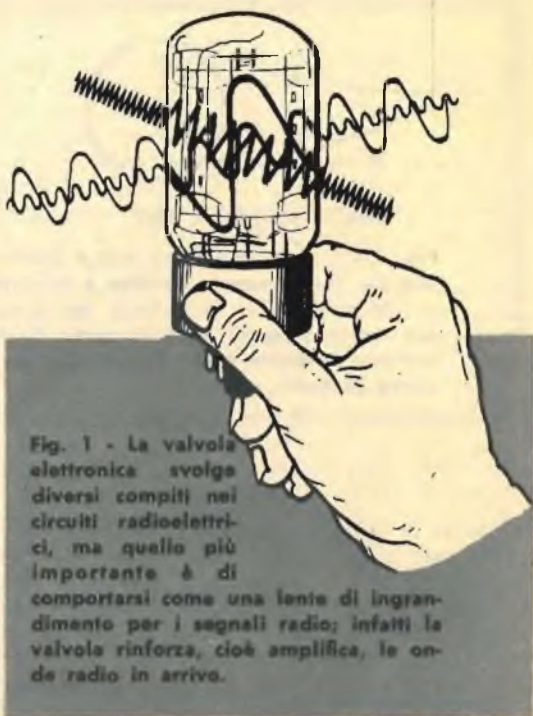 Fig. 1 - La valvola
elettronica svolge
diversi compiti nei
circuiti radioelettri-
ci, ma quello più
importante è di
comportarsi come una lente di ingran-
dimento per i segnali radio; infatti la
valvola rinforza, cioè amplifica, le on-
de radio in arrivo.